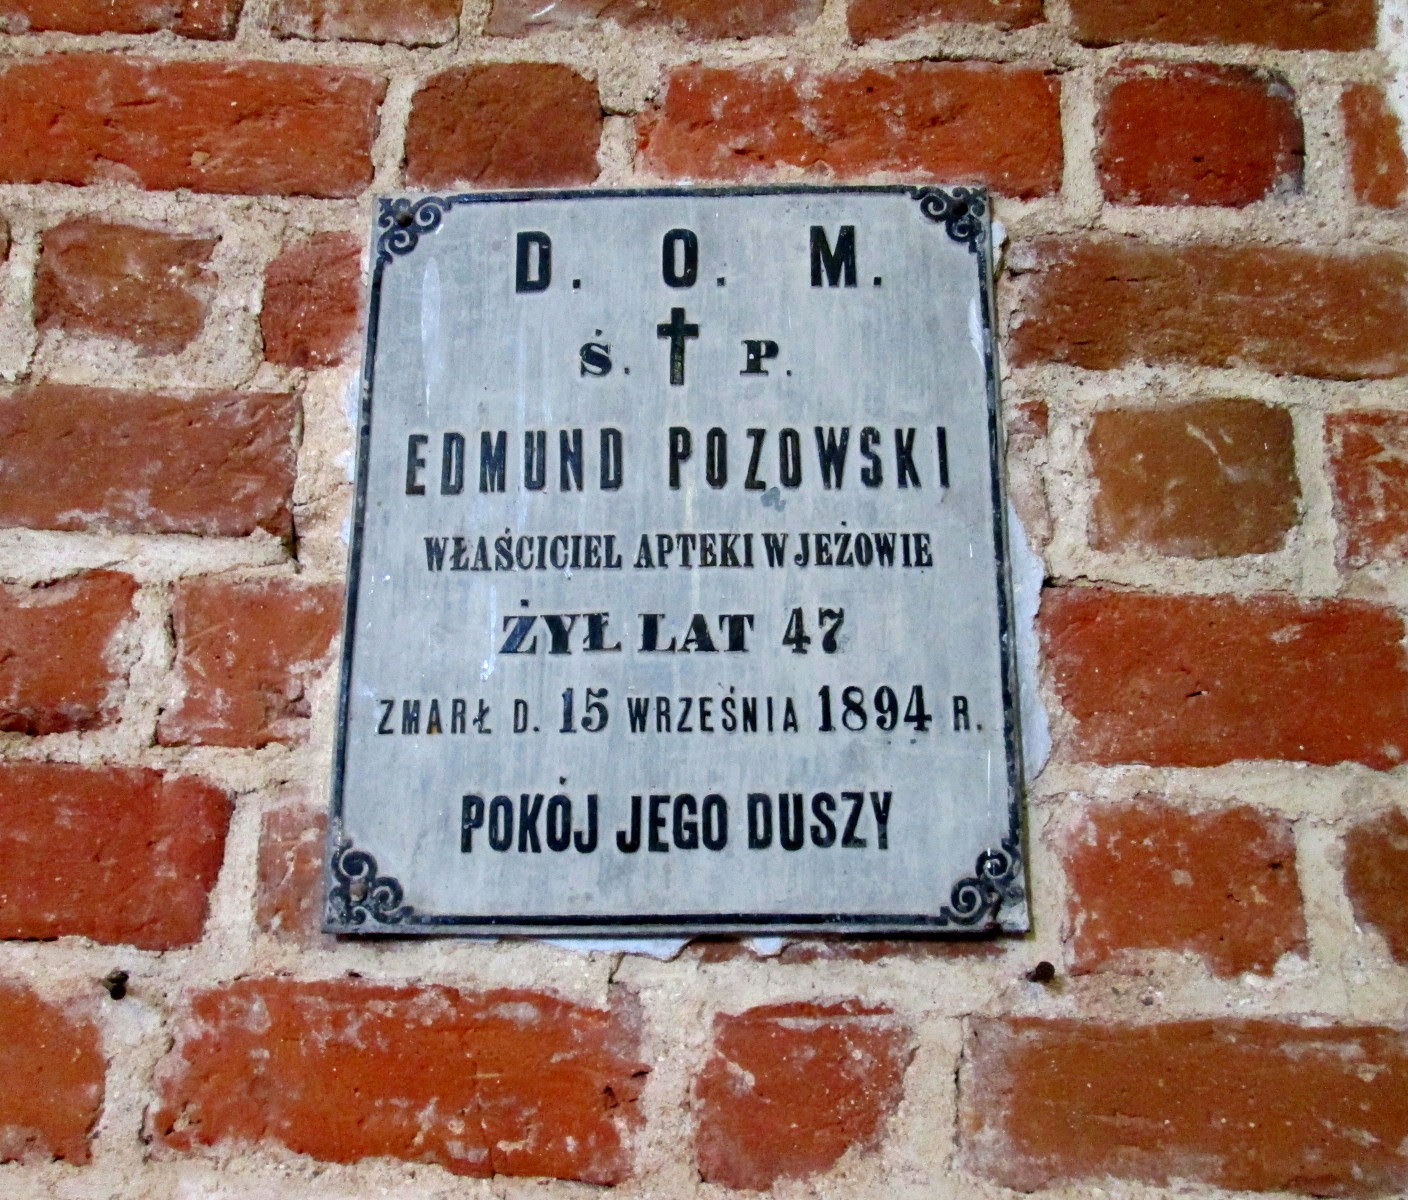 D. O. M.
Ś. P.
EDMUND POZOWSKI
WŁAŚCICIEL APTEKI W JEŻOWIE
ŻYŁ LAT 47
ZMARŁ D. 15 WRZEŚNIA 1894 R.
POKÓJ JEGO DUSZY